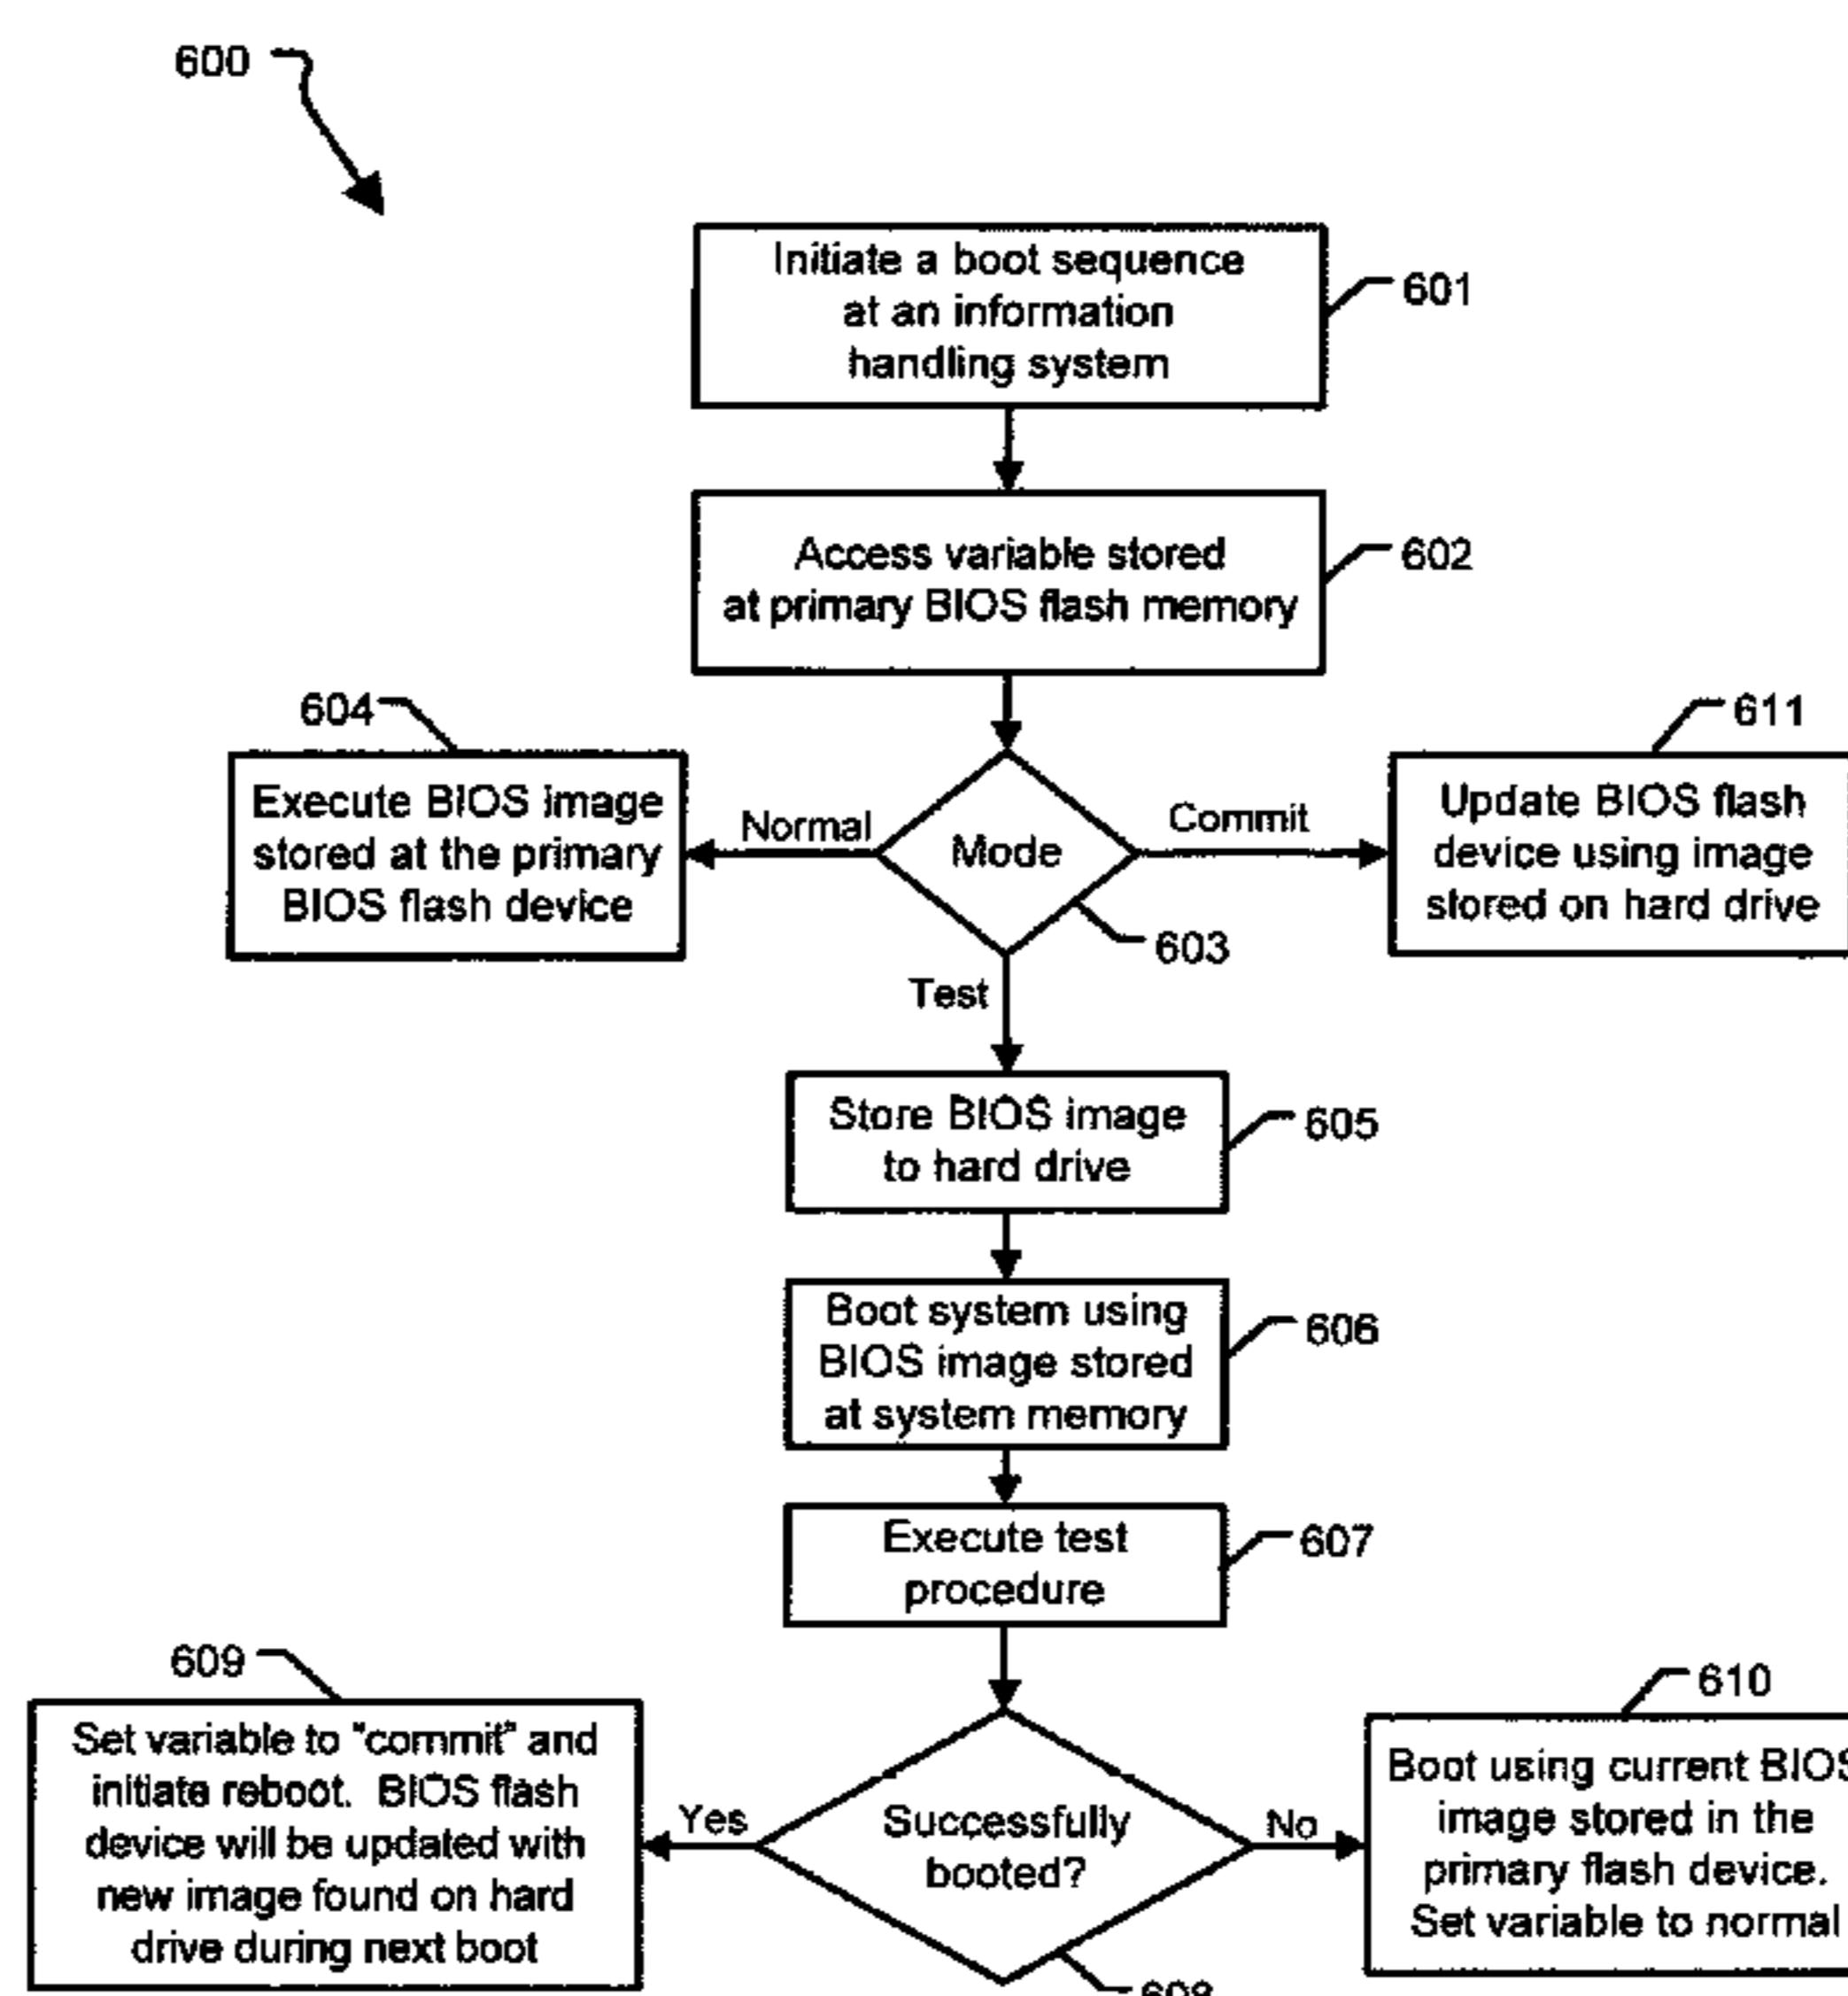 600
Initiate a boot sequence
at an information
handling system
601
Access variable stored
at primary BIOS flash memory
602
604
Execute BIOS image
stored at the primary
BIOS flash device
Normal
Mode
603
Commit
611
Update BIOS flash
device using image
stored on hard drive
Test
Store BIOS image
to hard drive
605
Boot system using
BIOS image stored
at system memory
606
Execute test
procedure
607
609
Set variable to "commit" and
initiate reboot. BIOS flash
device will be updated with
new image found on hard
drive during next boot
Yes
Successfully
booted?
608
No
610
Boot using current BIOS
image stored in the
primary flash device.
Set variable to normal